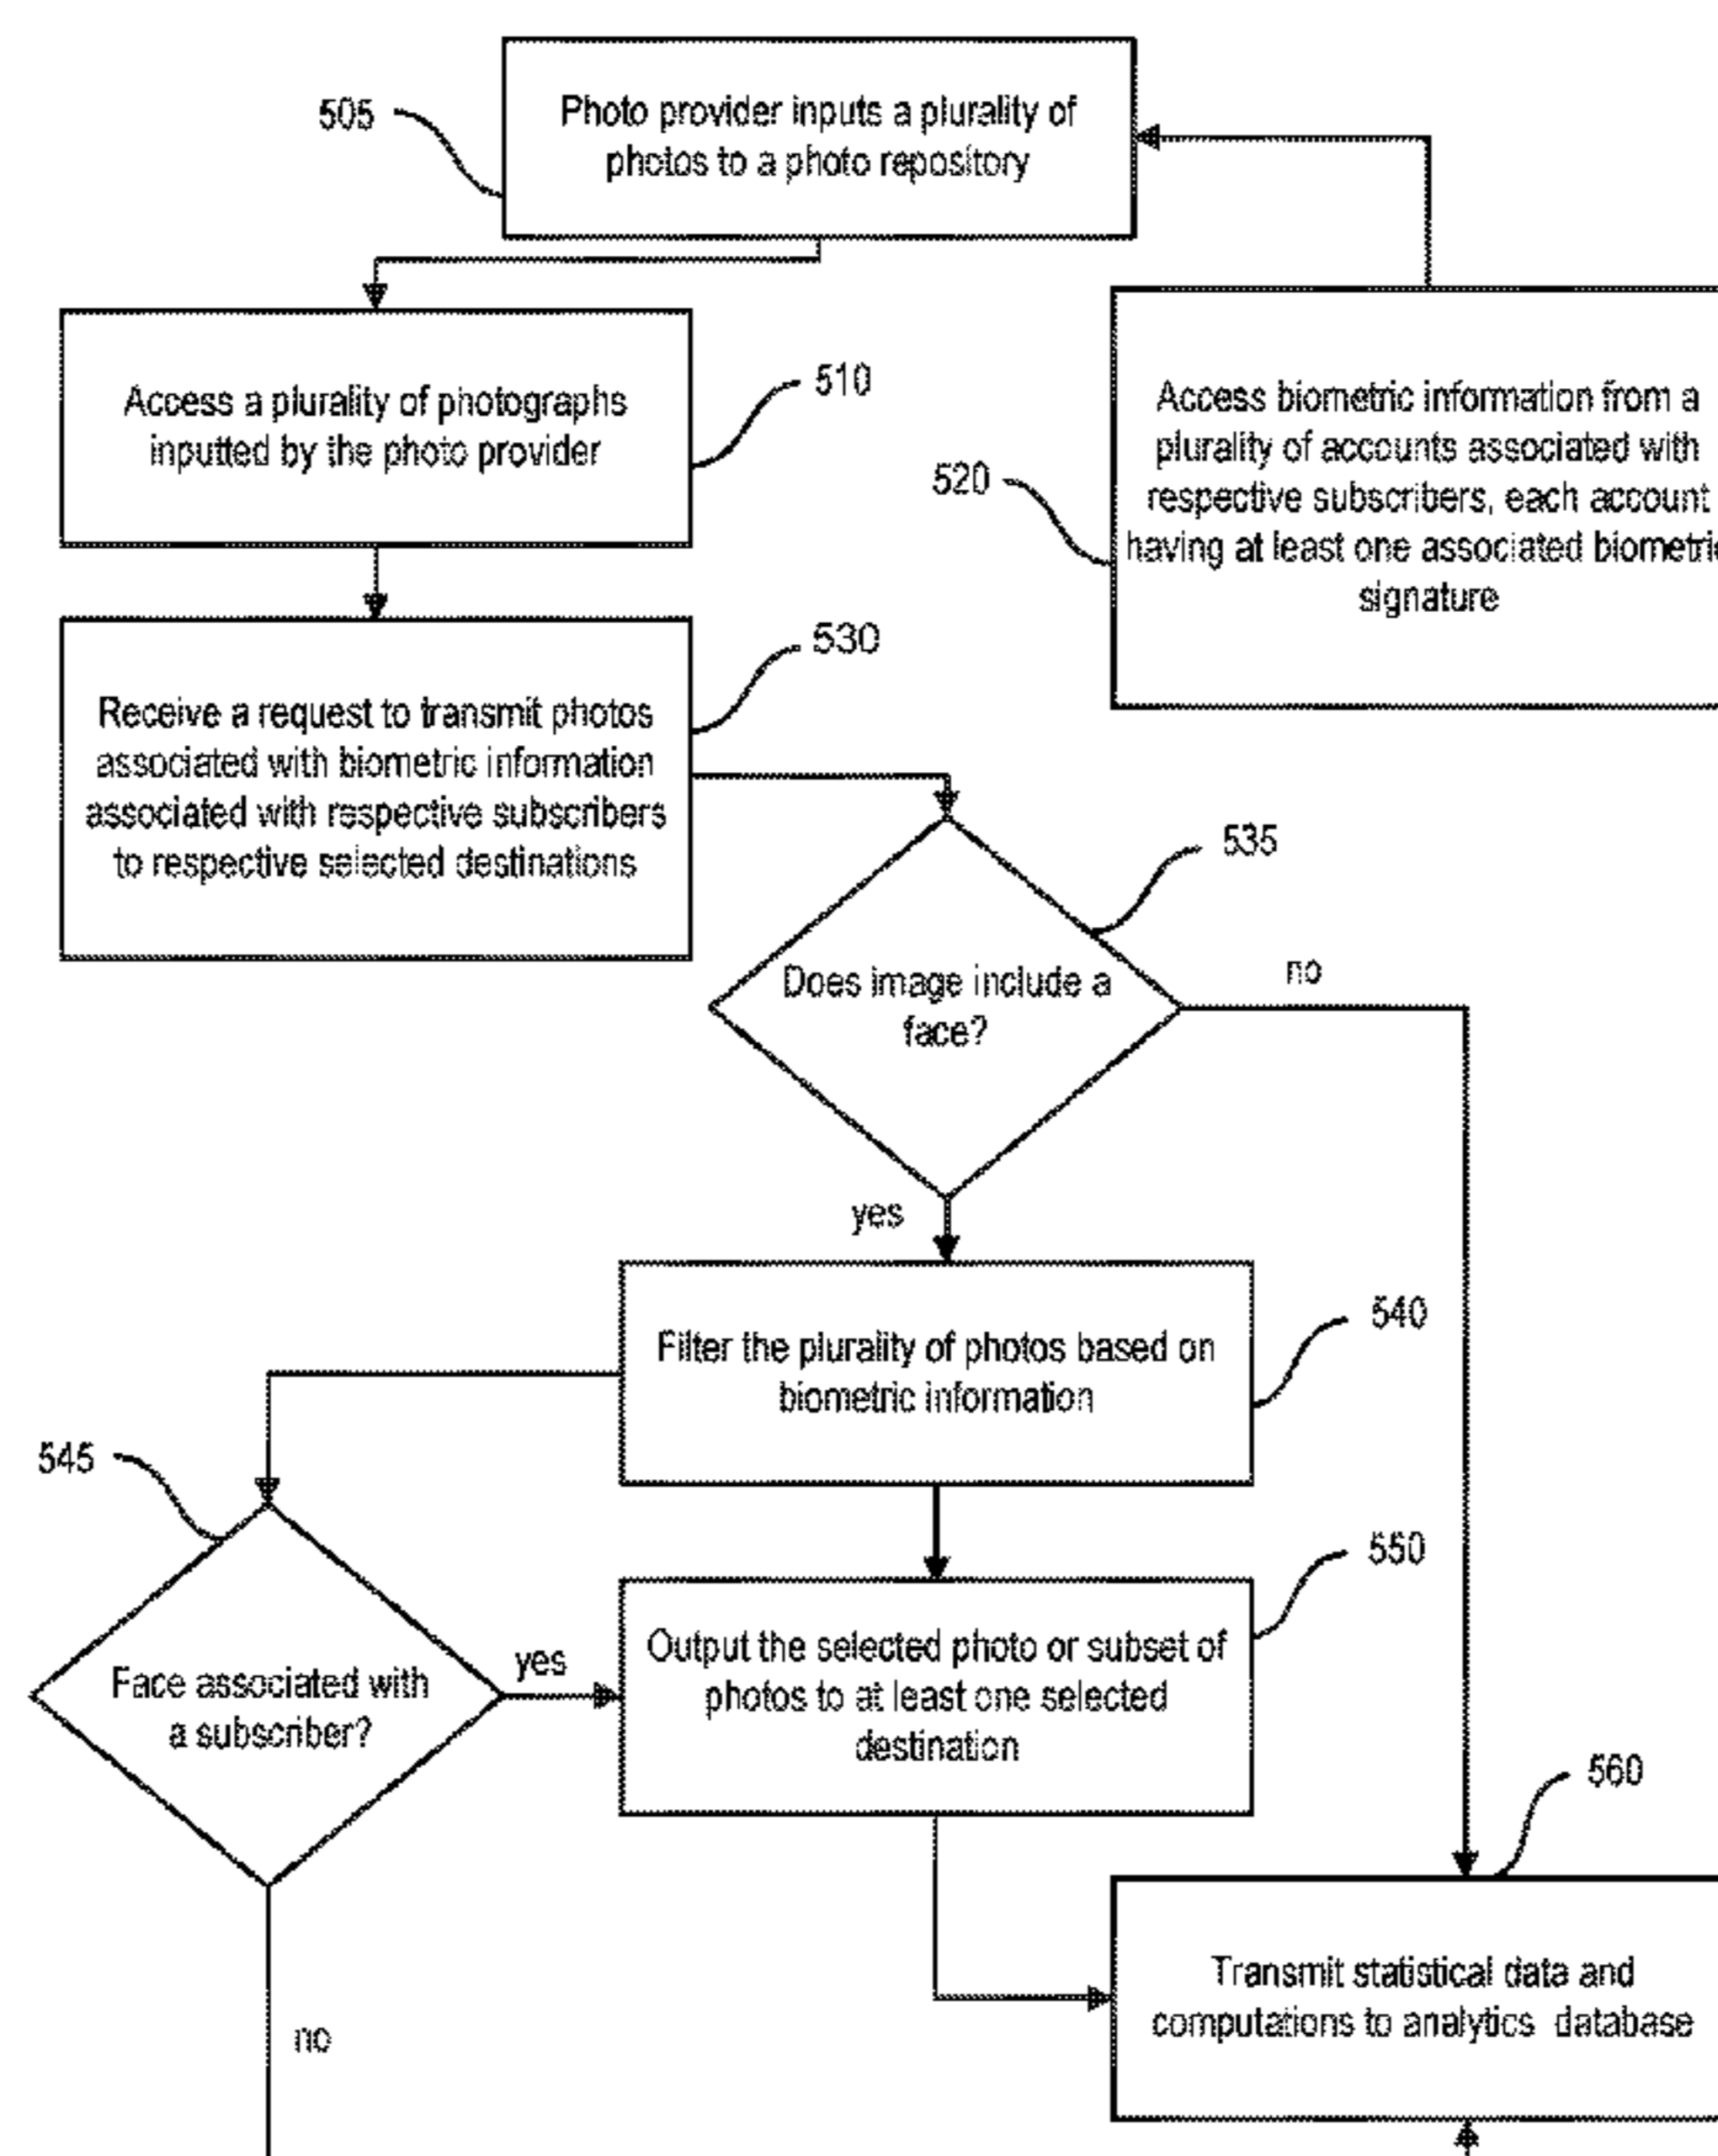 505
Photo provider inputs a plurality of
photos to a photo repository
Access a plurality of photographs
inputted by the photo provider
510
520
Access biometric information from a
plurality of accounts associated with
respective subscribers, each account
having at least one associated biometric
signature
Receive a request to transmit photos
associated with biometric information
associated with respective subscribers
to respective selected destinations
530
535
Does image include a
face?
no
yes
Filter the plurality of photos based on
biometric information
540
545
Face associated with
a subscriber?
yes
Output the selected photo or subset of
photos to at least one selected
destination
550
560
Transmit statistical data and
computations to analytics database
no